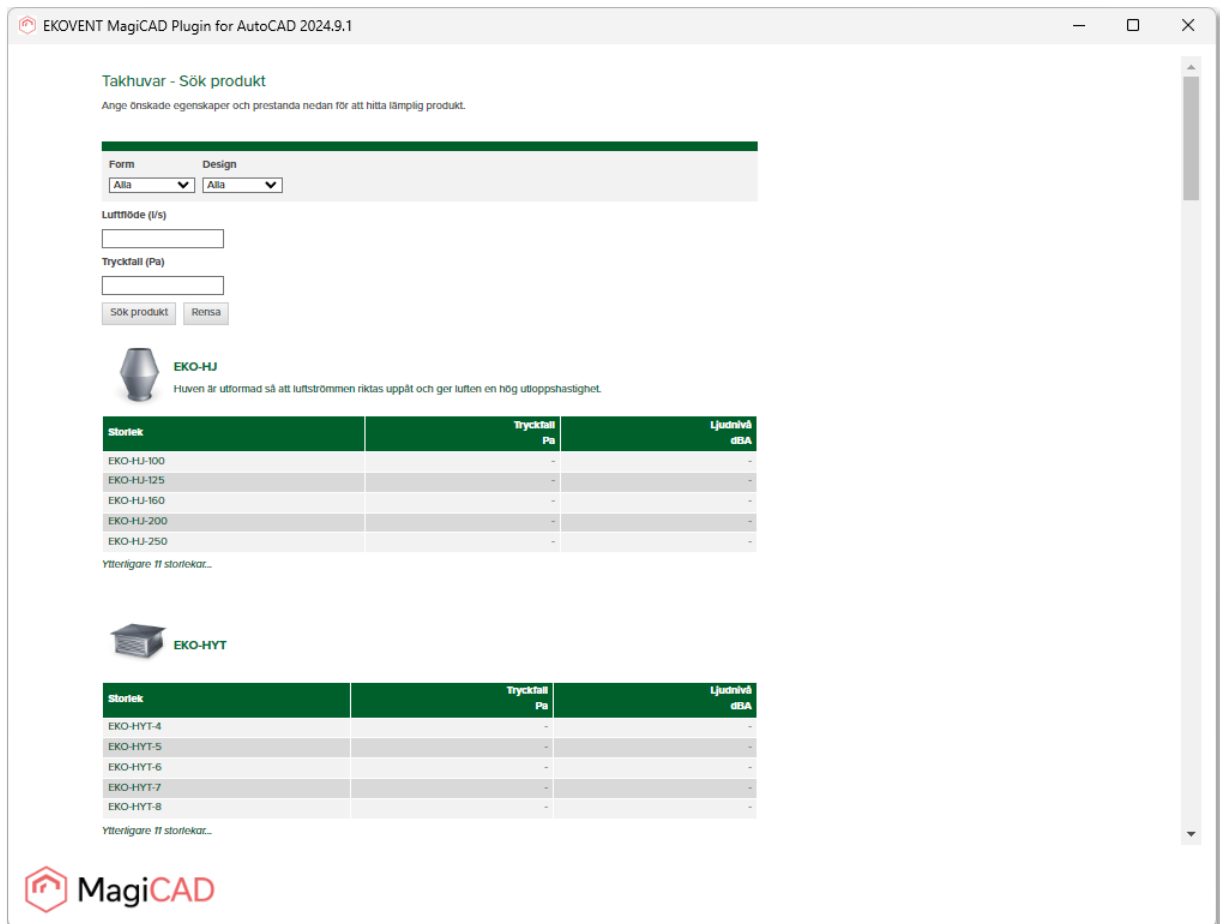 EKOVENT MagiCAD Plugin for AutoCAD 2024.9.1
Takhuvar - Sök produkt
Ange önskade egenskaper och prestanda nedan för att hitta lämplig produkt.
Form Design
Alla Alla
Luftflöde (l/s)
Tryckfall (Pa)
Sök produkt Rensa
EKO-HJ
Huven är utformad så att luftströmmen riktas uppåt och ger luften en hög utloppshastighet.
Storlek Tryckfall Pa Ljudnivå dBA
EKO-HJ-100 - -
EKO-HJ-125 - -
EKO-HJ-160 - -
EKO-HJ-200 - -
EKO-HJ-250 - -
Ytterligare 11 storlekar...
EKO-HYT
Storlek Tryckfall Pa Ljudnivå dBA
EKO-HYT-4 - -
EKO-HYT-5 - -
EKO-HYT-6 - -
EKO-HYT-7 - -
EKO-HYT-8 - -
Ytterligare 11 storlekar...
MagiCAD